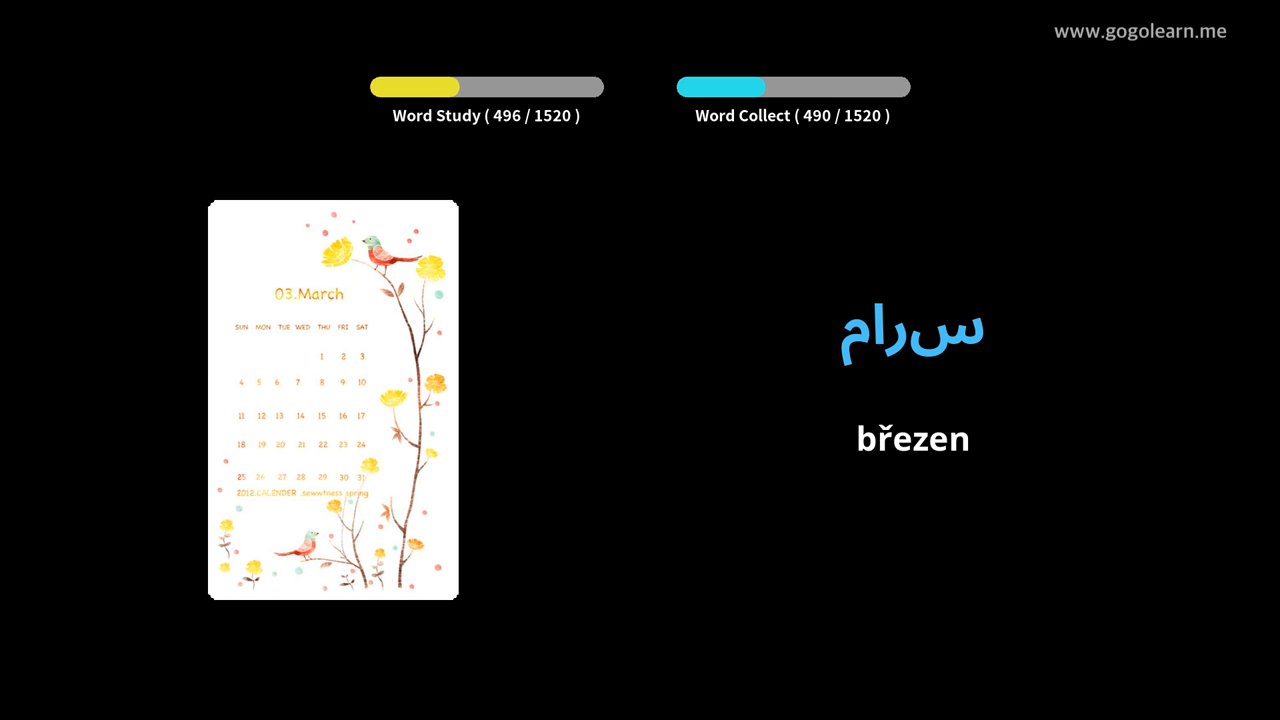 www.gogolearn.me
Word Study ( 496 / 1520 )
Word Collect ( 490 / 1520 )
03.March
SUN MON TUE WED THU FRI SAT
1 2 3
4 5 6 7 8 9 10
11 12 13 14 15 16 17
18 19 20 21 22 23 24
25 26 27 28 29 30 31
2012.CALENDER .sewwtness spring
سرام
březen